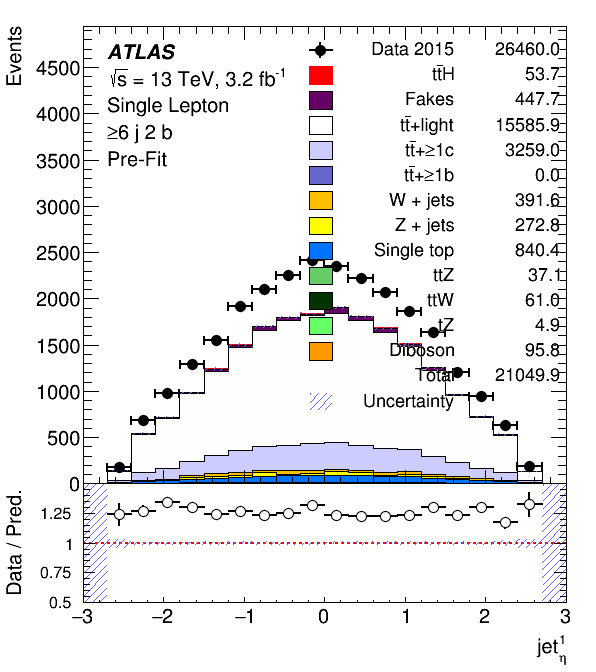 Events
4500
4000
3500
3000
2500
2000
1500
1000
500
0
ATLAS
√s = 13 TeV, 3.2 fb⁻¹
Single Lepton
≥6 j 2 b
Pre-Fit
Data 2015 26460.0
tt̄H 53.7
Fakes 447.7
tt̄+light 15585.9
tt̄+≥1c 3259.0
tt̄+≥1b 0.0
W + jets 391.6
Z + jets 272.8
Single top 840.4
ttZ 37.1
ttW 61.0
tZ 4.9
Diboson 95.8
Total 21049.9
Uncertainty
Data / Pred.
1.25
1
0.75
0.5
−3 −2 −1 0 1 2 3
jet¹η